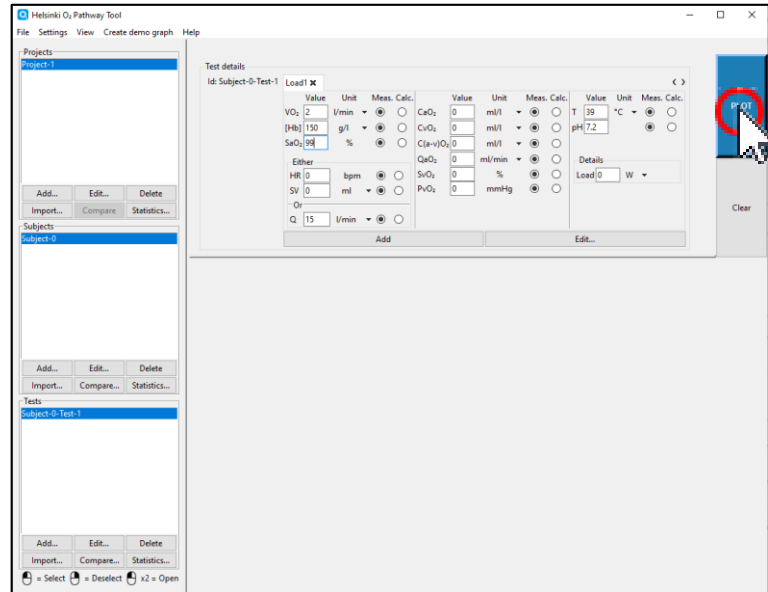 Helsinki O₂ Pathway Tool
File Settings View Create demo graph Help
Projects
Project-1
Add... Edit... Delete
Import... Compare Statistics...
Subjects
Subject-0
Add... Edit... Delete
Import... Compare... Statistics...
Tests
Subject-0-Test-1
Add... Edit... Delete
Import... Compare... Statistics...
= Select = Deselect x2 = Open
Test details
Id: Subject-0-Test-1 Load1 ✖ < >
Value Unit Meas. Calc. Value Unit Meas. Calc. Value Unit Meas. Calc.
VO₂ 2 l/min CaO₂ 0 ml/l T 39 °C
[Hb] 150 g/l CvO₂ 0 ml/l pH 7.2
SaO₂ 99 % C(a-v)O₂ 0 ml/l
Either QaO₂ 0 ml/min Details
HR 0 bpm SvO₂ 0 % Load 0 W
SV 0 ml PvO₂ 0 mmHg
Or
Q 15 l/min
Add Edit...
PLOT
Clear